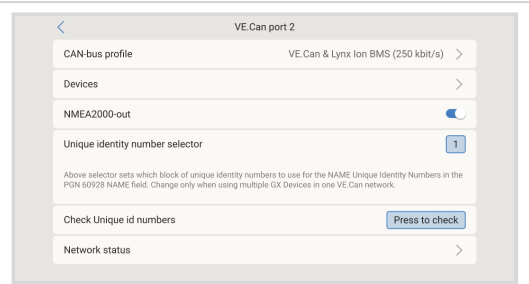 VE.Can port 2
CAN-bus profile VE.Can & Lynx Ion BMS (250 kbit/s)
Devices
NMEA2000-out
Unique identity number selector 1
Above selector sets which block of unique identity numbers to use for the NAME Unique Identity Numbers in the
PGN 60928 NAME field. Change only when using multiple GX Devices in one VE.Can network.
Check Unique id numbers Press to check
Network status